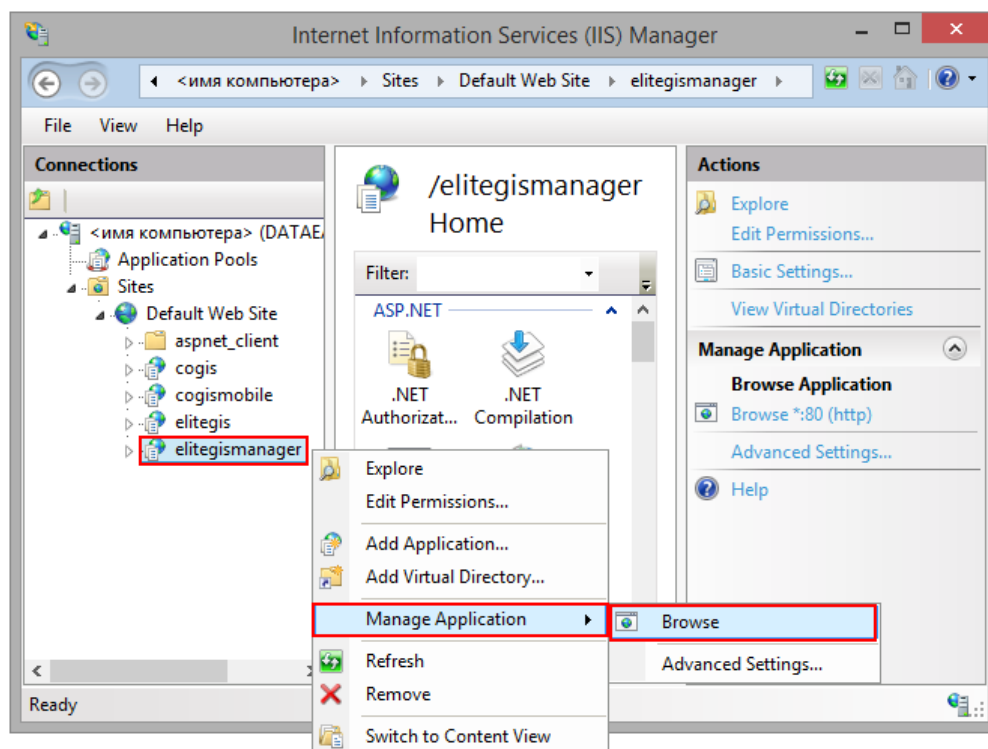 Internet Information Services (IIS) Manager
<имя компьютера> Sites Default Web Site elitegismanager
File View Help
Connections
<имя компьютера> (DATAEA
Application Pools
Sites
Default Web Site
aspnet_client
cogis
cogismobile
elitegis
elitegismanager
/elitegismanager
Home
Filter:
ASP.NET
.NET
Authorizat...
.NET
Compilation
Actions
Explore
Edit Permissions...
Basic Settings...
View Virtual Directories
Manage Application
Browse Application
Browse *:80 (http)
Advanced Settings...
Help
Explore
Edit Permissions...
Add Application...
Add Virtual Directory...
Manage Application
Refresh
Remove
Switch to Content View
Browse
Advanced Settings...
Ready